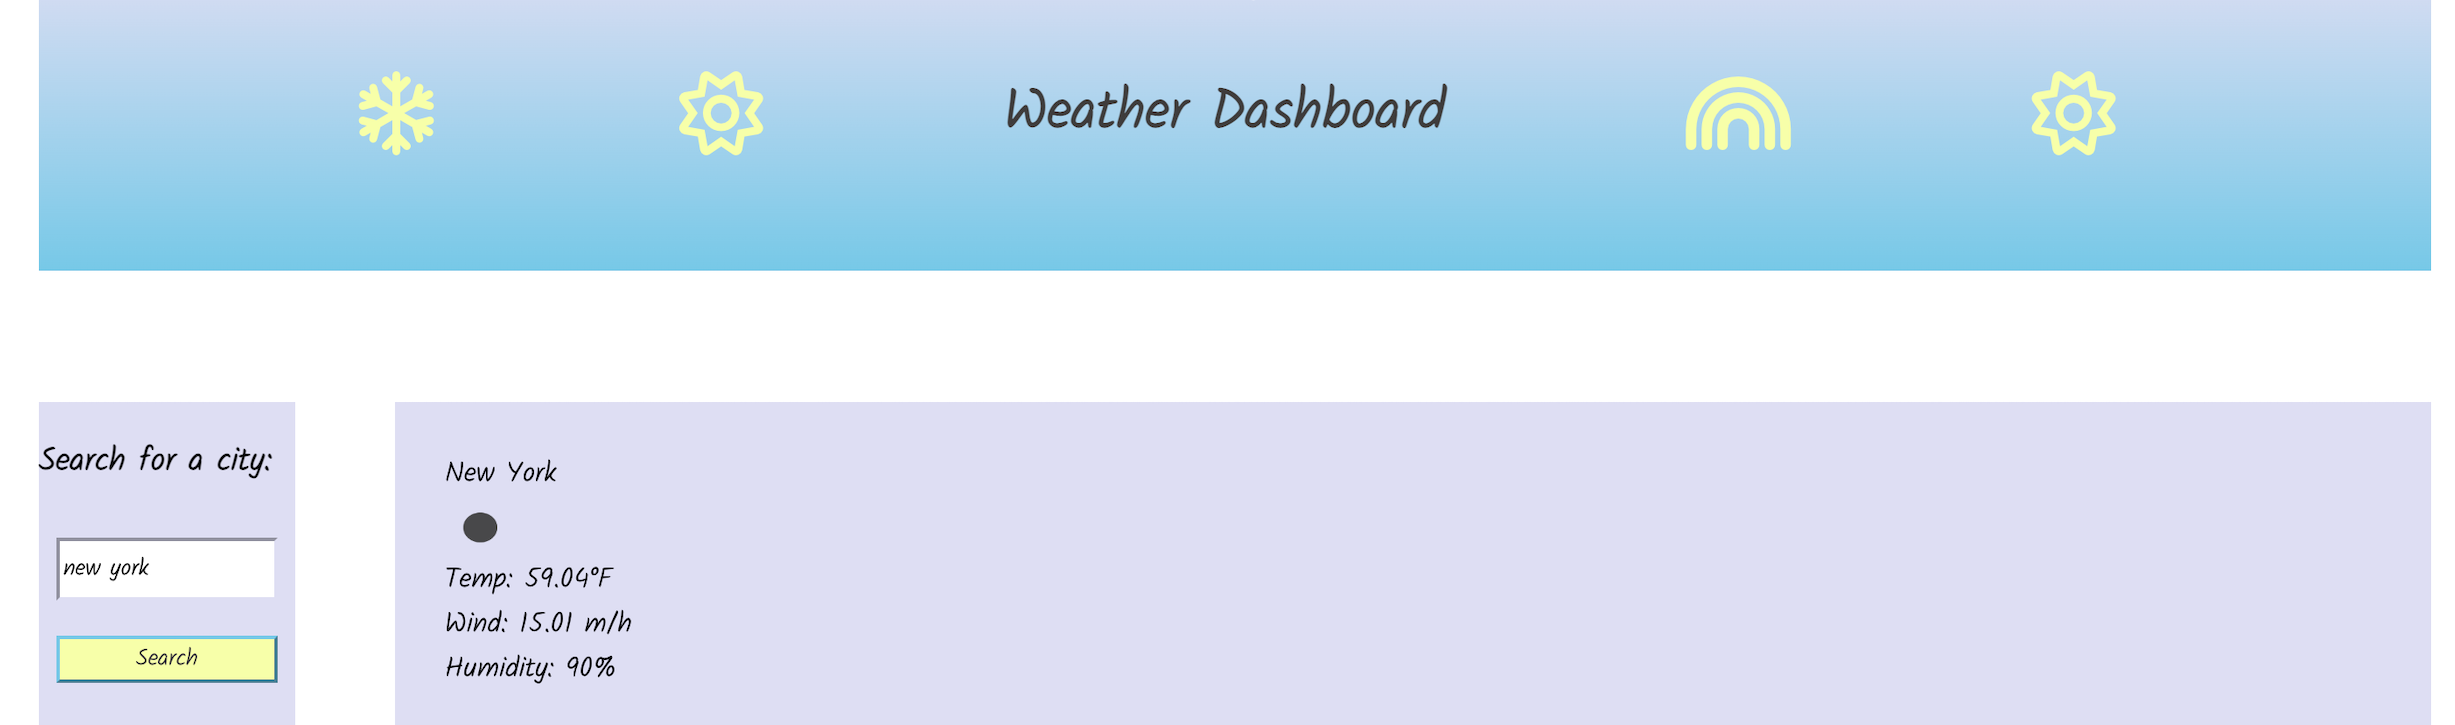 Weather Dashboard
Search for a city:
new york
Search
New York
Temp: 59.04°F
Wind: 15.01 m/h
Humidity: 90%